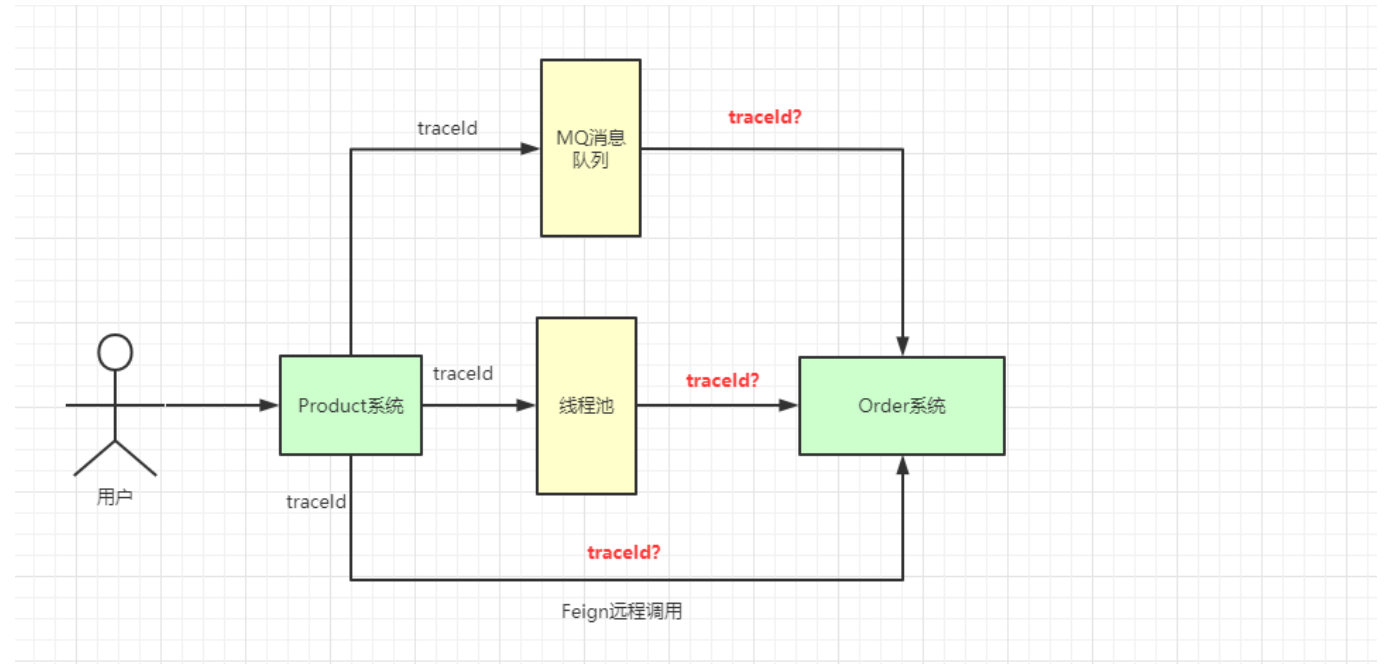 traceId
MQ消息
队列
traceId?
用户
Product系统
traceId
线程池
traceId?
Order系统
traceId
traceId?
Feign远程调用